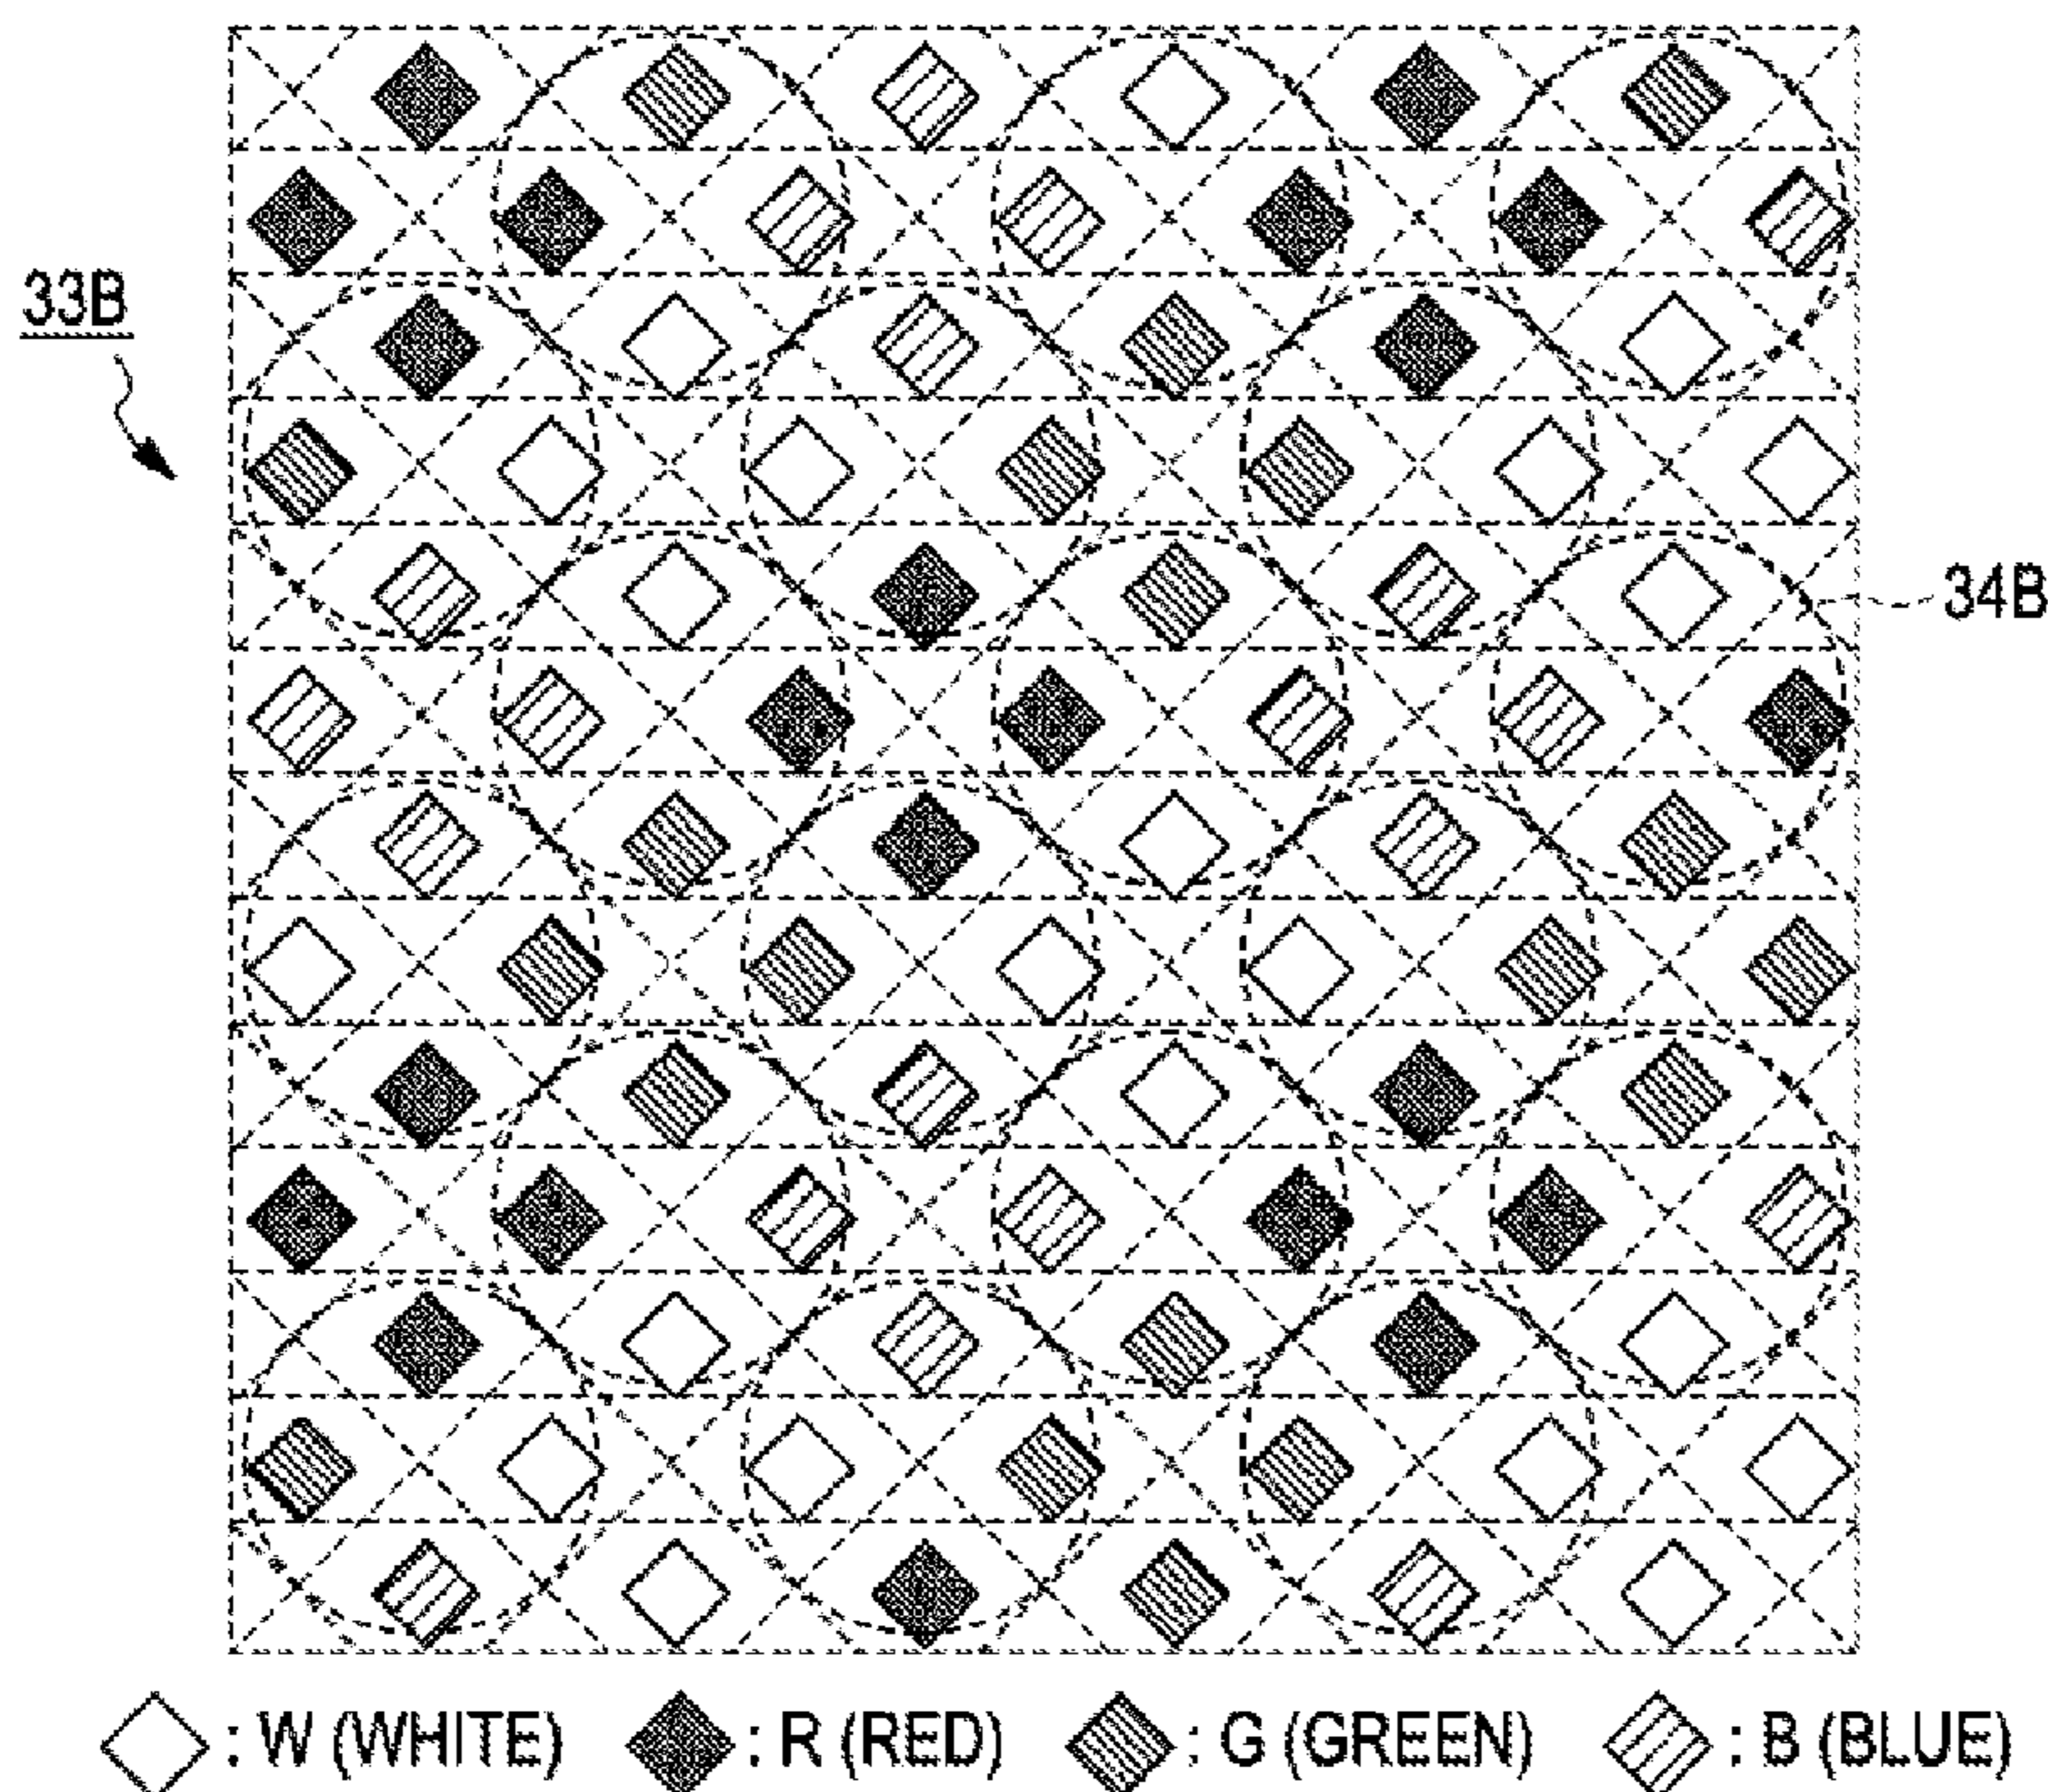 33B
34B
: W (WHITE) : R (RED) : G (GREEN) : B (BLUE)